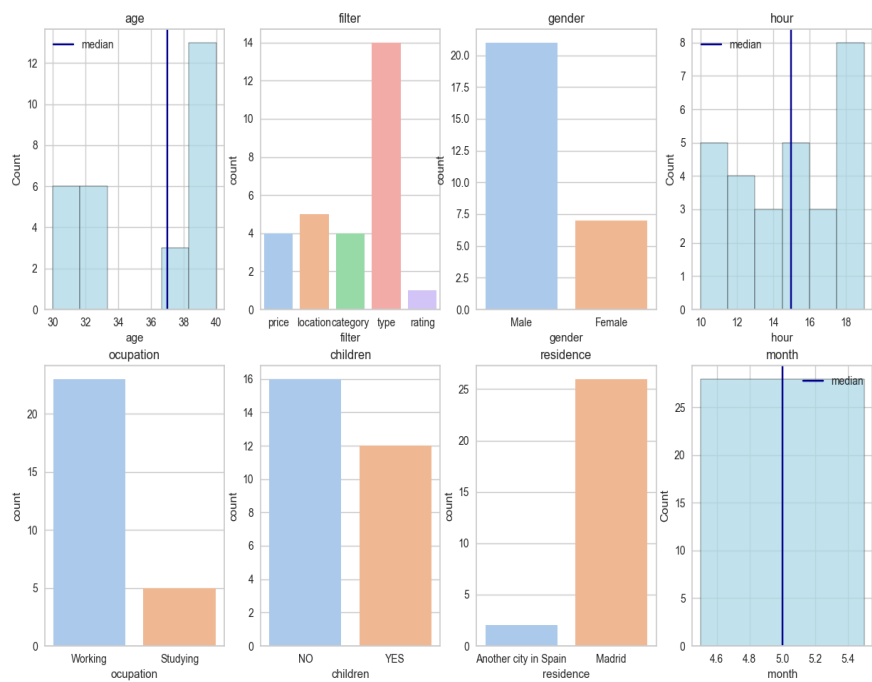 age
median
Count
12
10
8
6
4
2
0
30
32
34
36
38
40
age
filter
count
14
12
10
8
6
4
2
0
price
location
category
type
rating
filter
gender
count
20.0
17.5
15.0
12.5
10.0
7.5
5.0
2.5
0.0
Male
Female
gender
hour
median
Count
8
7
6
5
4
3
2
1
0
10
12
14
16
18
hour
ocupation
count
20
15
10
5
0
Working
Studying
ocupation
children
count
16
14
12
10
8
6
4
2
0
NO
YES
children
residence
count
25
20
15
10
5
0
Another city in Spain
Madrid
residence
month
median
Count
25
20
15
10
5
0
4.6
4.8
5.0
5.2
5.4
month